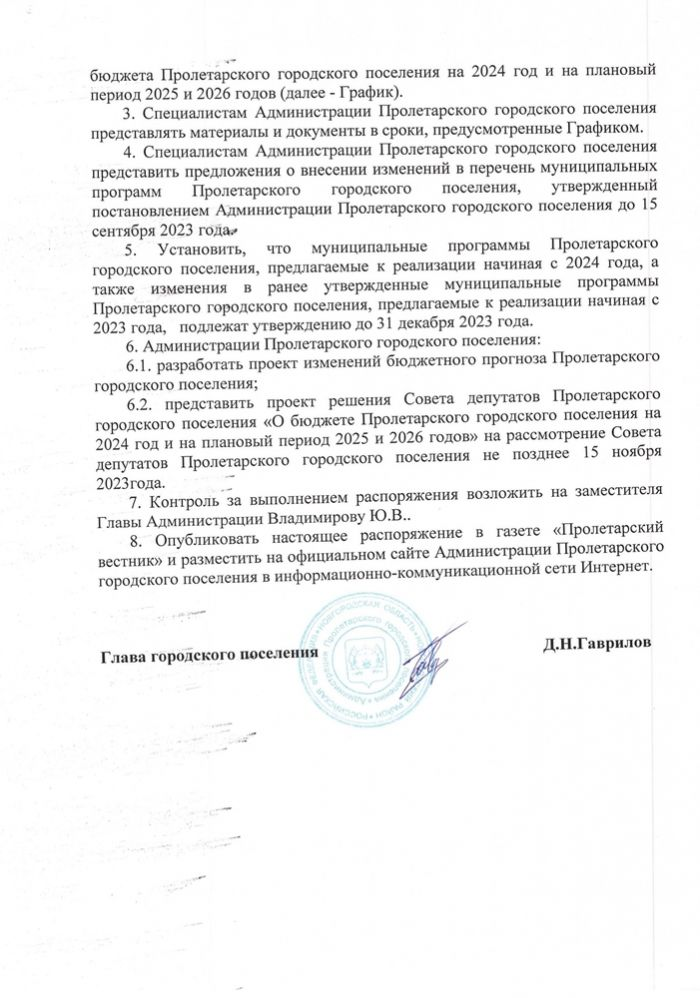 бюджета Пролетарского городского поселения на 2024 год и на плановый
период 2025 и 2026 годов (далее - График).
3. Специалистам Администрации Пролетарского городского поселения
представлять материалы и документы в сроки, предусмотренные Графиком.
4. Специалистам Администрации Пролетарского городского поселения
представить предложения о внесении изменений в перечень муниципальных
программ Пролетарского городского поселения, утвержденный
постановлением Администрации Пролетарского городского поселения до 15
сентября 2023 года.
5. Установить, что муниципальные программы Пролетарского
городского поселения, предлагаемые к реализации начиная с 2024 года, а
также изменения в ранее утвержденные муниципальные программы
Пролетарского городского поселения, предлагаемые к реализации начиная с
2023 года, подлежат утверждению до 31 декабря 2023 года.
6. Администрации Пролетарского городского поселения:
6.1. разработать проект изменений бюджетного прогноза Пролетарского
городского поселения;
6.2. представить проект решения Совета депутатов Пролетарского
городского поселения «О бюджете Пролетарского городского поселения на
2024 год и на плановый период 2025 и 2026 годов» на рассмотрение Совета
депутатов Пролетарского городского поселения не позднее 15 ноября
2023года.
7. Контроль за выполнением распоряжения возложить на заместителя
Главы Администрации Владимирову Ю.В..
8. Опубликовать настоящее распоряжение в газете «Пролетарский
вестник» и разместить на официальном сайте Администрации Пролетарского
городского поселения в информационно-коммуникационной сети Интернет.
Глава городского поселения
Д.Н.Гаврилов
РОССИЙСКАЯ ФЕДЕРАЦИЯ • НОВГОРОДСКАЯ ОБЛАСТЬ •
РАЙОН
Администрация Пролетарского городского поселения